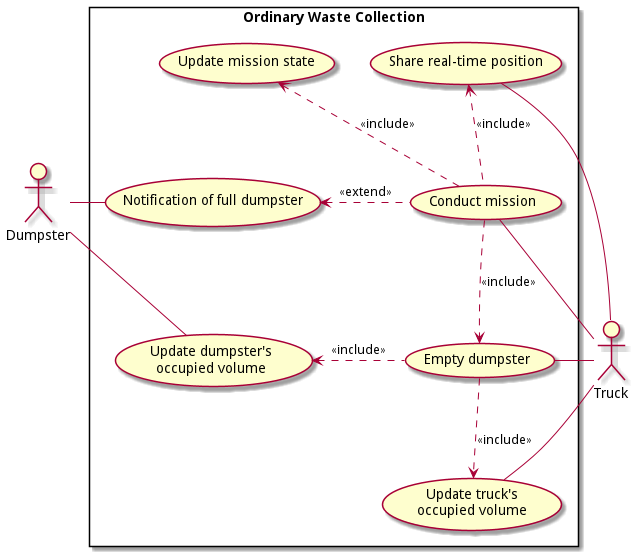 Ordinary Waste Collection
Update mission state
Share real-time position
«include»
«include»
Notification of full dumpster
«extend»
Conduct mission
Dumpster
«include»
Update dumpster's
occupied volume
«include»
Empty dumpster
Truck
«include»
Update truck's
occupied volume